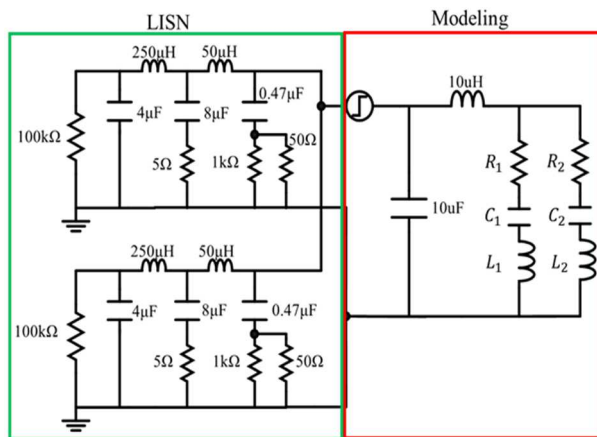 LISN
Modeling
250μH
50μH
0.47μF
4μF
8μF
50Ω
100kΩ
5Ω
1kΩ
10uH
R₁
R₂
10uF
C₁
C₂
L₁
L₂
250μH
50μH
4μF
8μF
0.47μF
100kΩ
5Ω
1kΩ
50Ω